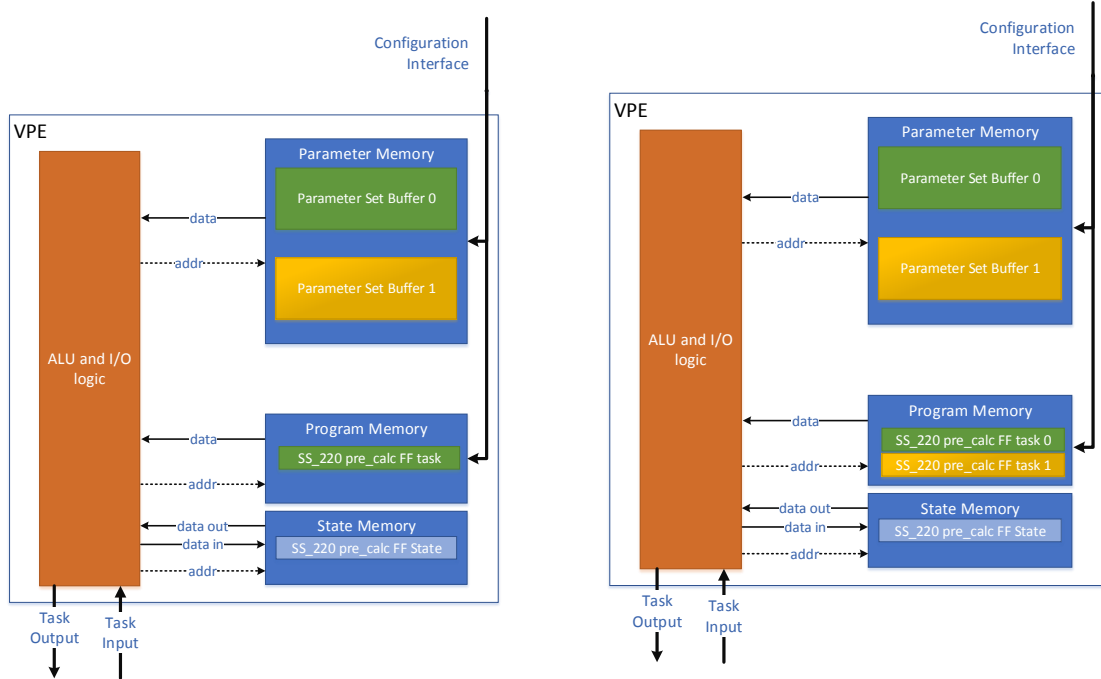 Configuration
Interface
VPE
Parameter Memory
Parameter Set Buffer 0
data
addr
Parameter Set Buffer 1
ALU and I/O
logic
Program Memory
data
SS_220 pre_calc FF task
addr
State Memory
data out
data in
SS_220 pre_calc FF State
addr
Task
Output
Task
Input
Configuration
Interface
VPE
Parameter Memory
Parameter Set Buffer 0
data
addr
Parameter Set Buffer 1
ALU and I/O
logic
Program Memory
data
SS_220 pre_calc FF task 0
addr
SS_220 pre_calc FF task 1
State Memory
data out
data in
SS_220 pre_calc FF State
addr
Task
Output
Task
Input